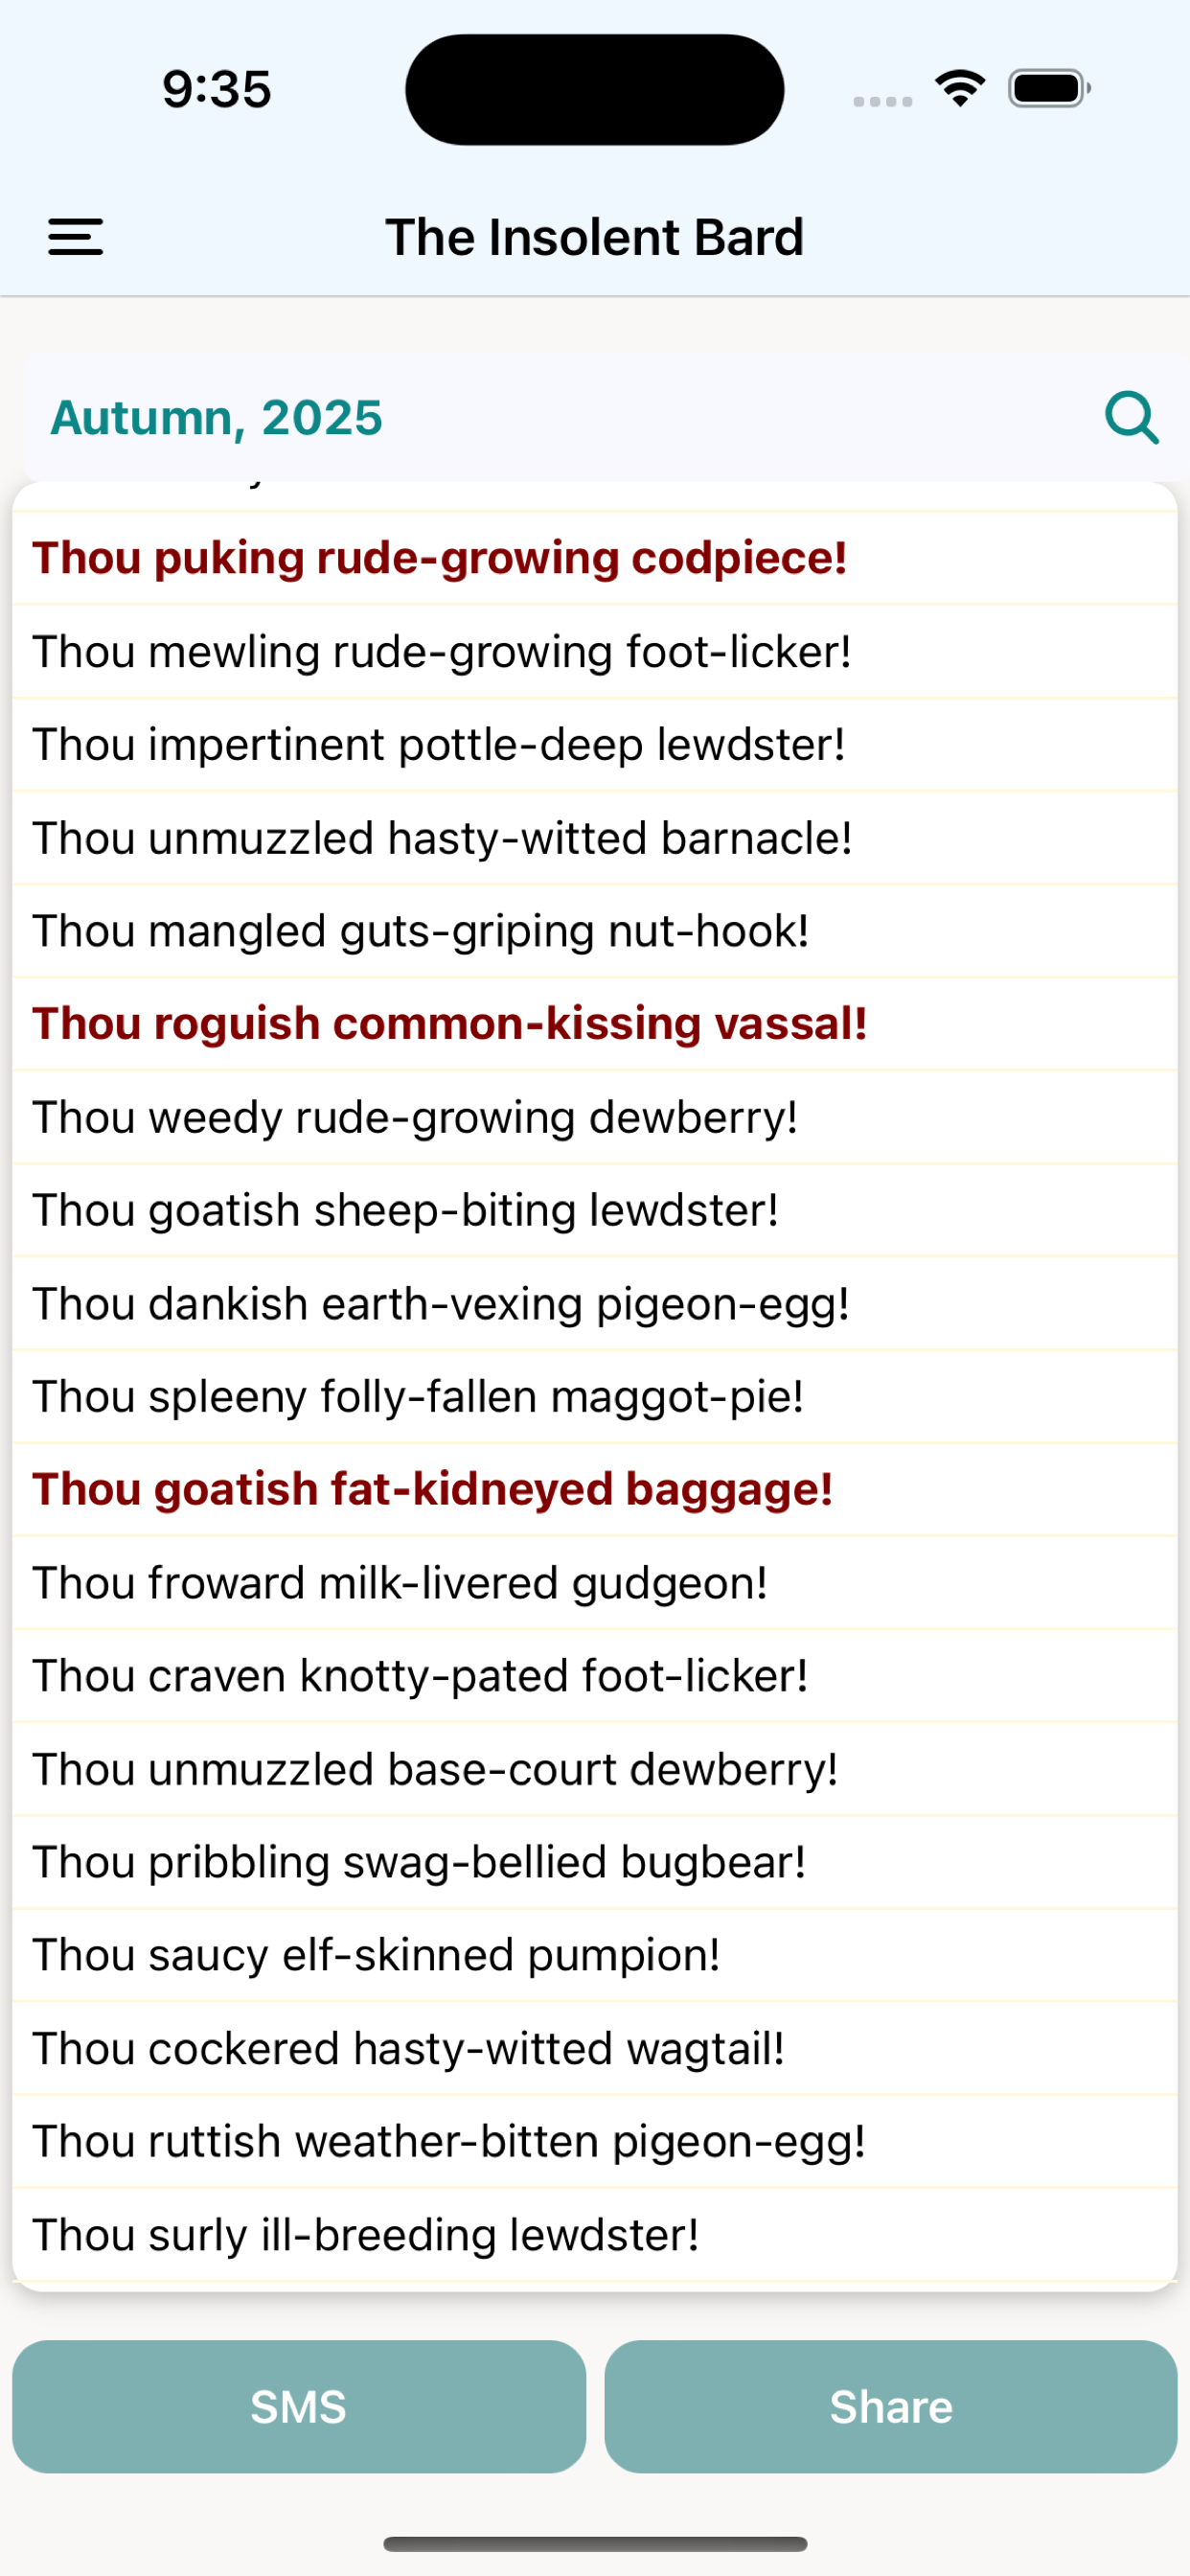 9:35
The Insolent Bard
Autumn, 2025
Thou puking rude-growing codpiece!
Thou mewling rude-growing foot-licker!
Thou impertinent pottle-deep lewdster!
Thou unmuzzled hasty-witted barnacle!
Thou mangled guts-griping nut-hook!
Thou roguish common-kissing vassal!
Thou weedy rude-growing dewberry!
Thou goatish sheep-biting lewdster!
Thou dankish earth-vexing pigeon-egg!
Thou spleeny folly-fallen maggot-pie!
Thou goatish fat-kidneyed baggage!
Thou froward milk-livered gudgeon!
Thou craven knotty-pated foot-licker!
Thou unmuzzled base-court dewberry!
Thou pribbling swag-bellied bugbear!
Thou saucy elf-skinned pumpion!
Thou cockered hasty-witted wagtail!
Thou ruttish weather-bitten pigeon-egg!
Thou surly ill-breeding lewdster!
SMS
Share